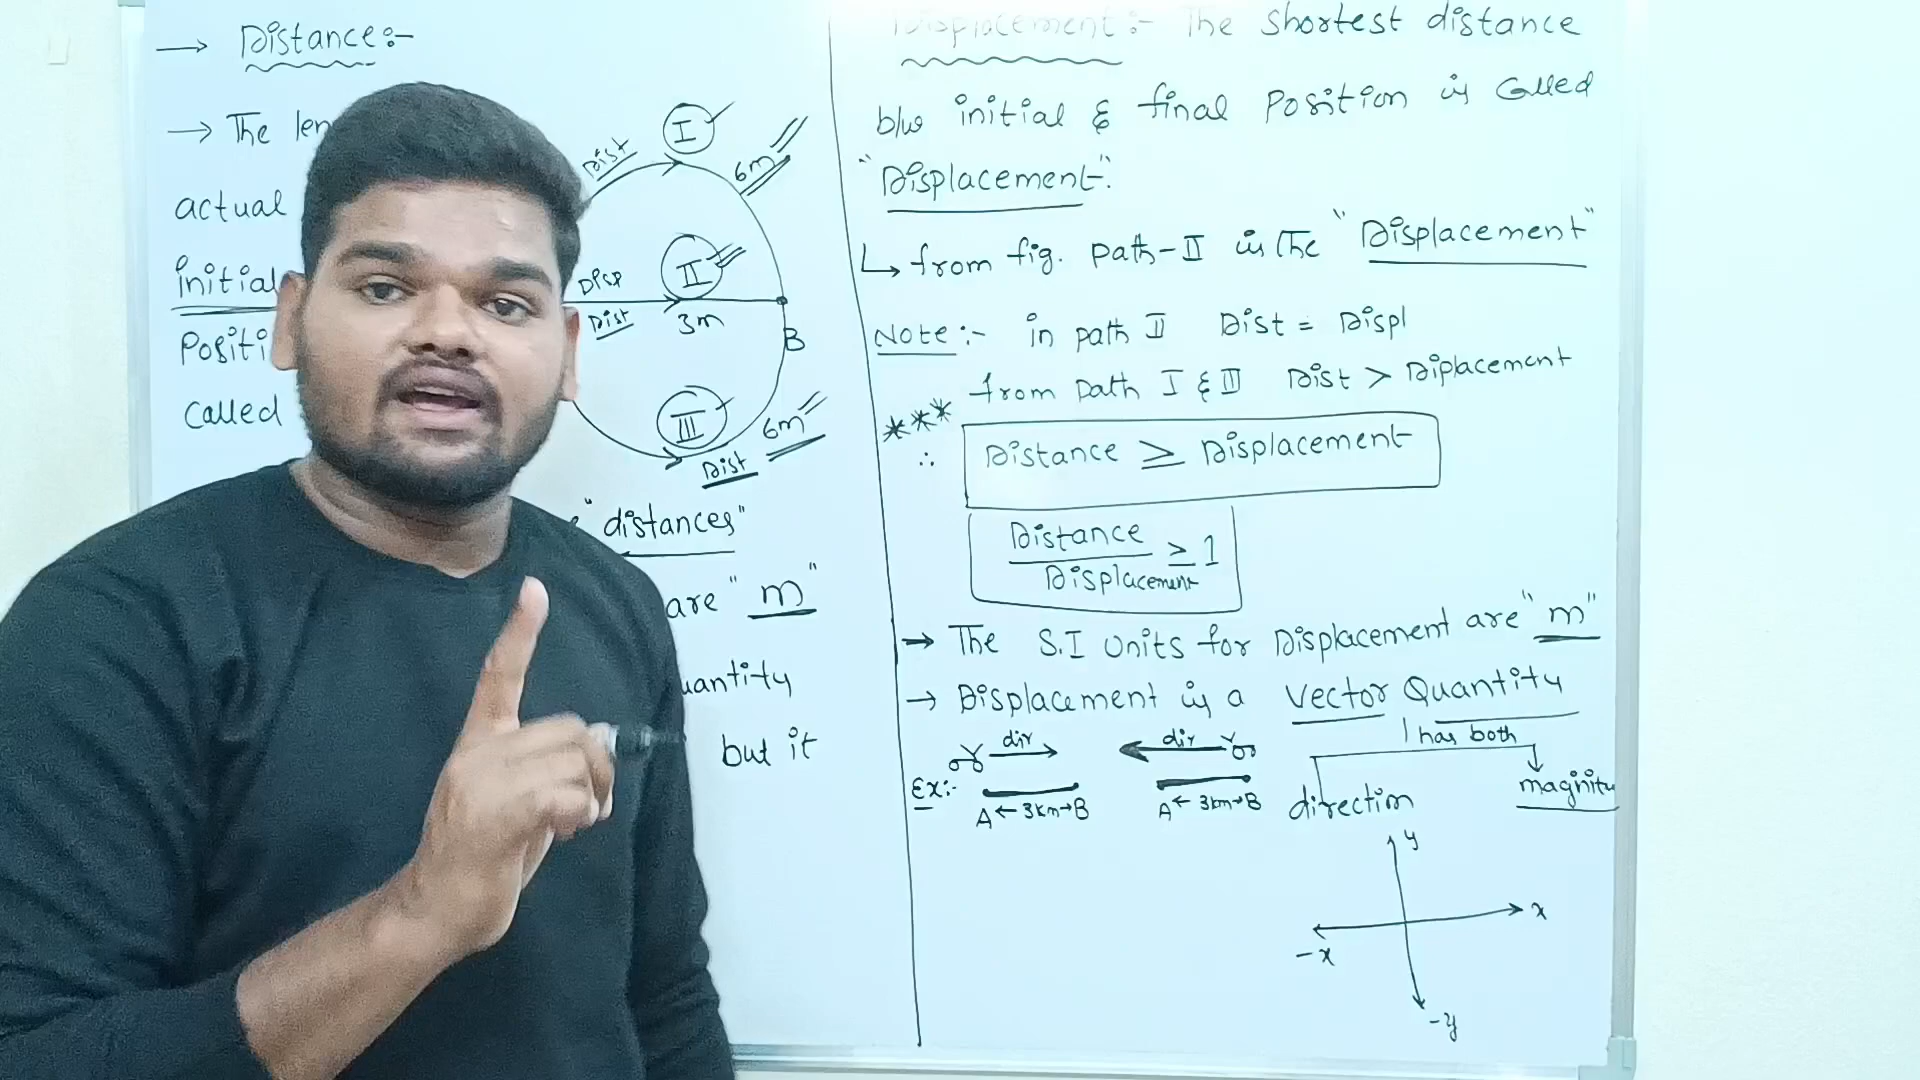 → Distance:-
→ The len
actual
initial
Positi
called
I
Dist
6m
II
Disp
Dist
3m
B
III
6m
Dist
"distances"
are "m"
uantity
but it
Displacement:- The Shortest distance
b/w initial & final Position is Called
"Displacement".
↳ from fig. path-II is The "Displacement"
Note:- in path II Dist = Displ
from path I & III Dist > Diplacement
***
∴ Distance ≥ Displacement
Distance
Displacement
≥ 1
→ The S.I Units for Displacement are "m"
→ Displacement is a Vector Quantity
has both
dir
dir
Ex:-
A ← 3km→B
A ← 3km→B
direction
magnitu
y
x
-x
-y